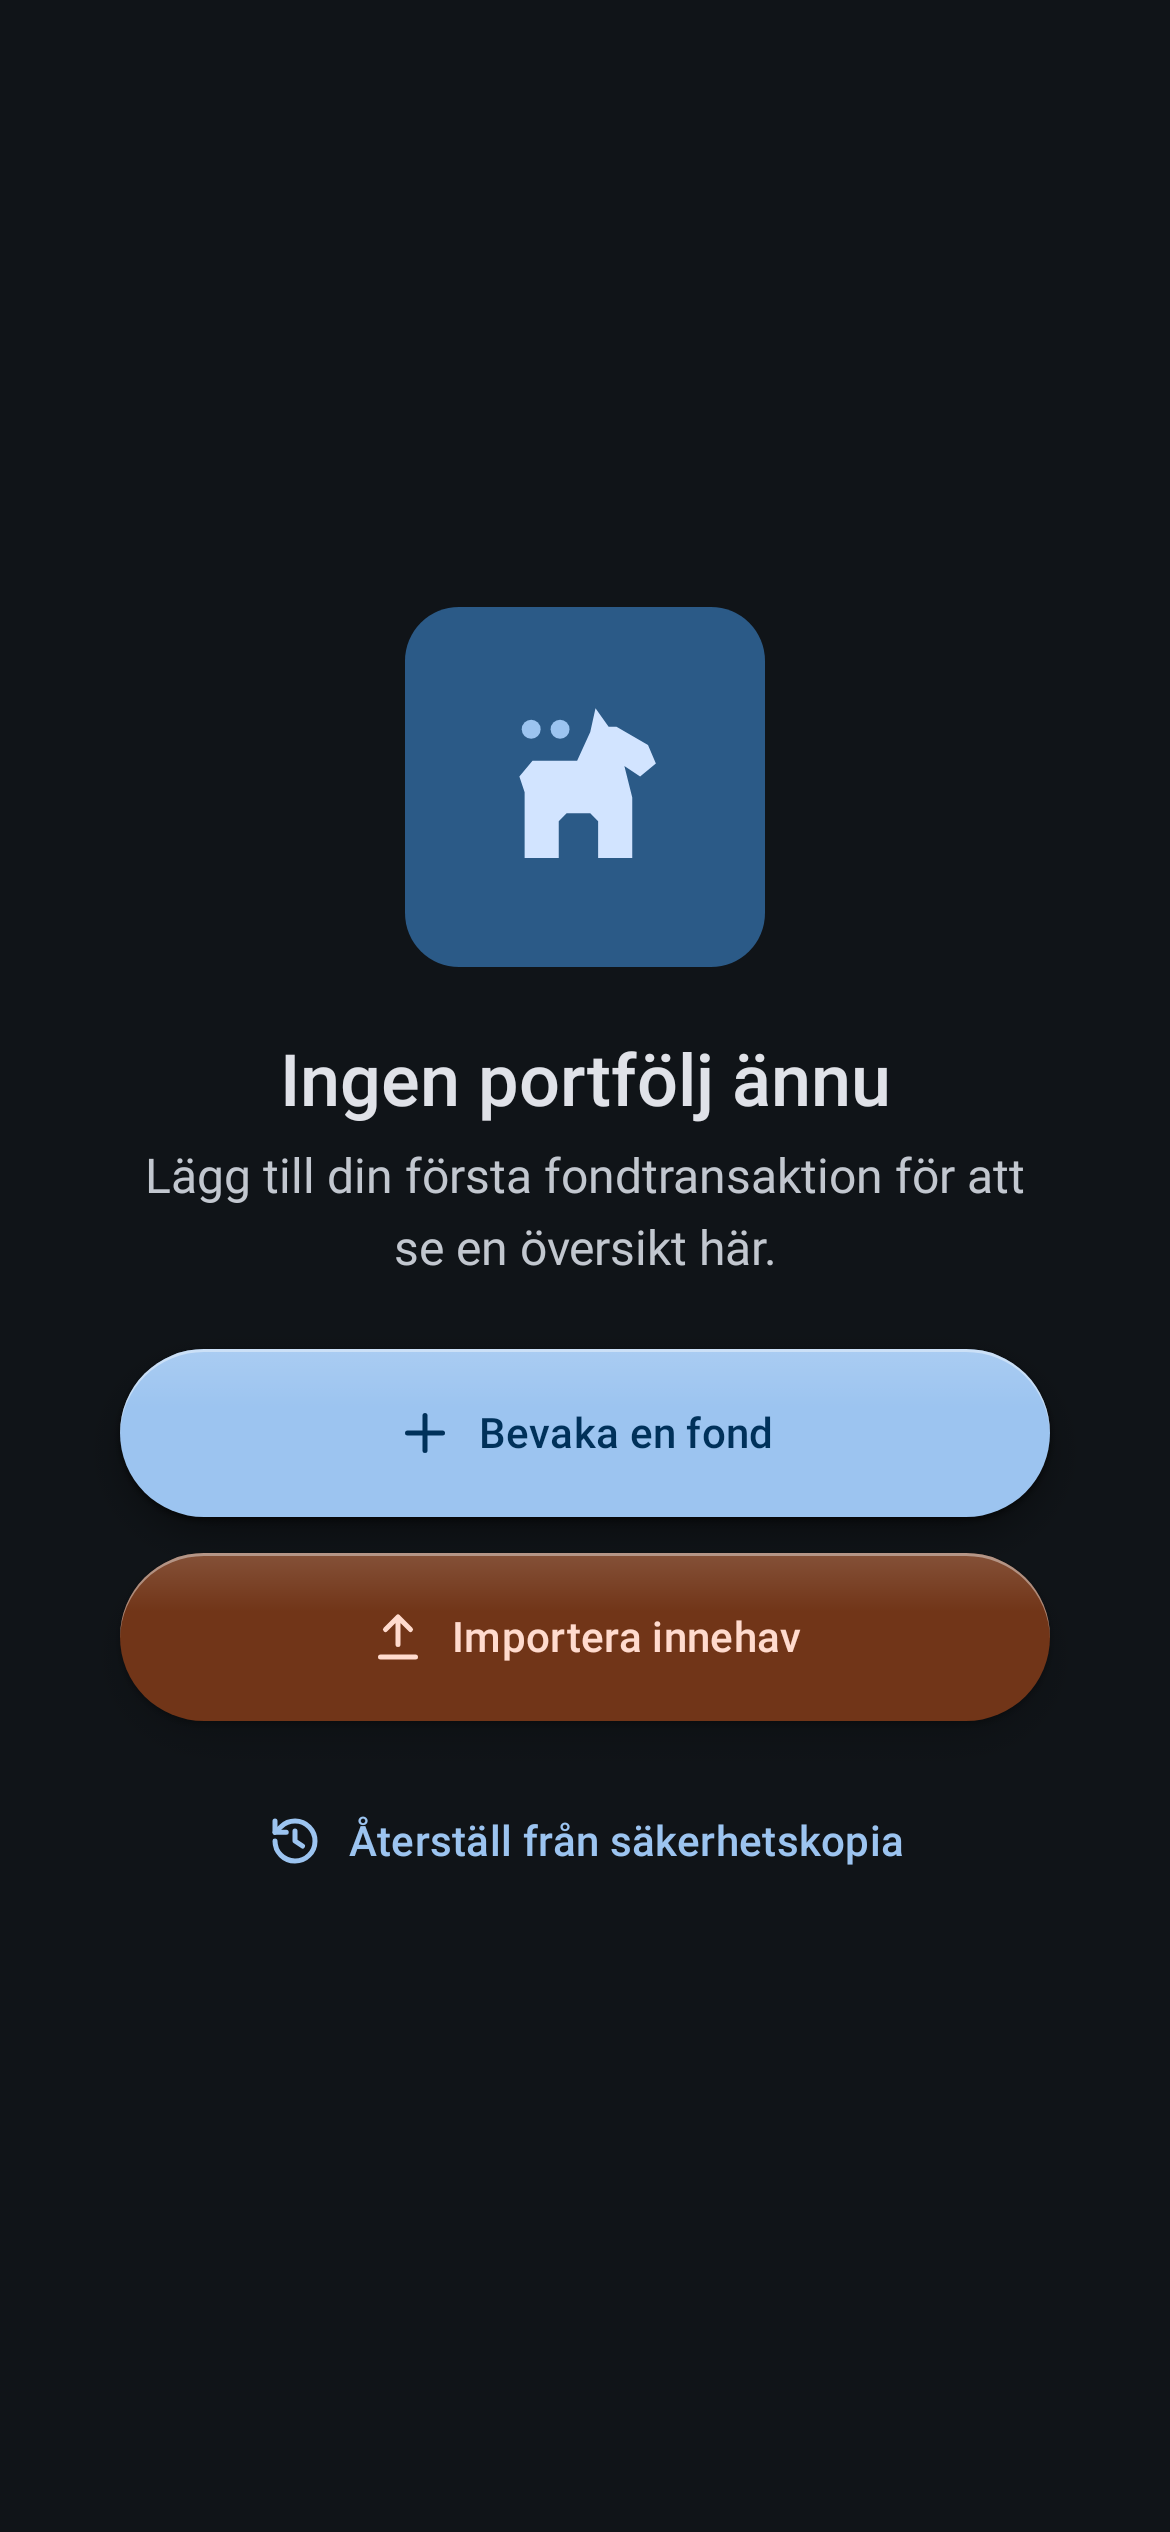 Ingen portfölj ännu
Lägg till din första fondtransaktion för att
se en översikt här.
Bevaka en fond
Importera innehav
Återställ från säkerhetskopia